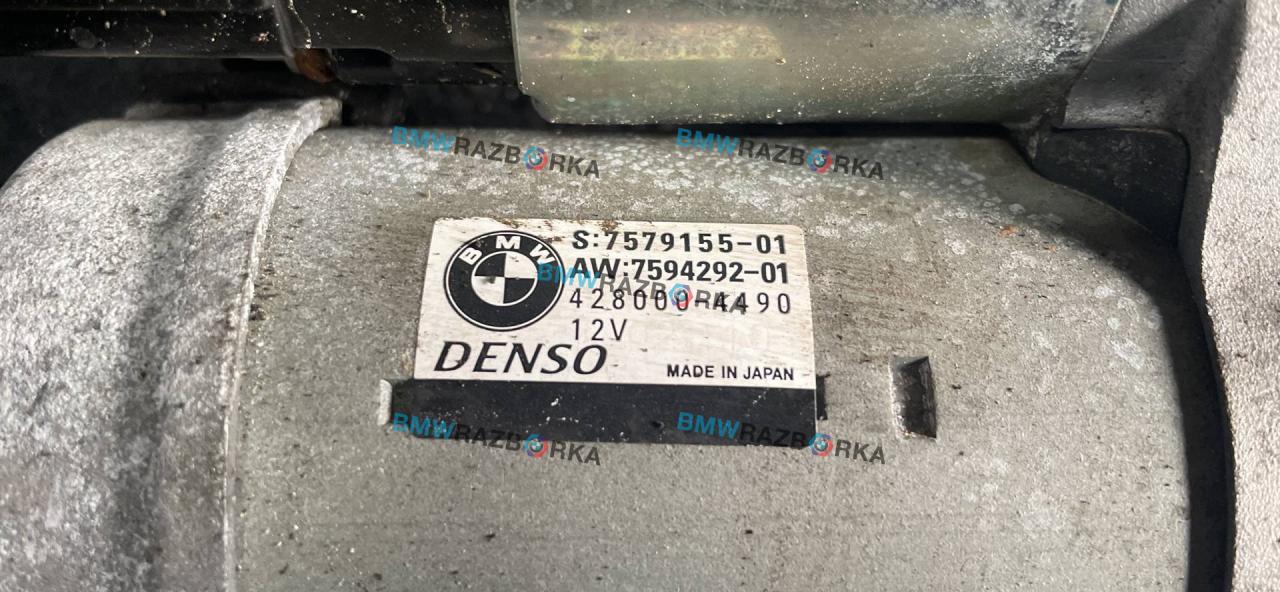 BMWRAZBORKA BMWRAZBORKA
BMW
S:7579155-01
AW:7594292-01
BMWRAZBORKA
428000-4490
12V
DENSO
MADE IN JAPAN
BMWRAZBORKA BMWRAZBORKA